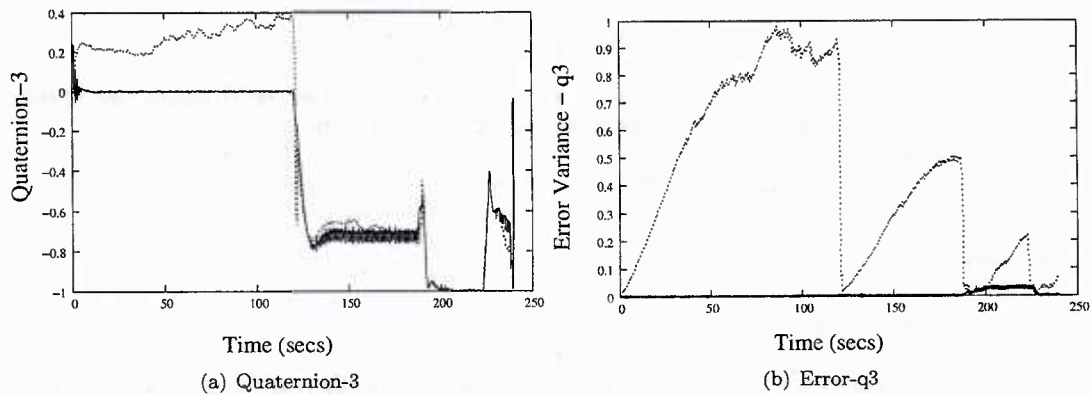 0.4
0.2
0
−0.2
−0.4
−0.6
−0.8
−1
0 50 100 150 200 250
Quaternion−3
Time (secs)
(a) Quaternion-3
1
0.9
0.8
0.7
0.6
0.5
0.4
0.3
0.2
0.1
0
0 50 100 150 200 250
Error Variance − q3
Time (secs)
(b) Error-q3